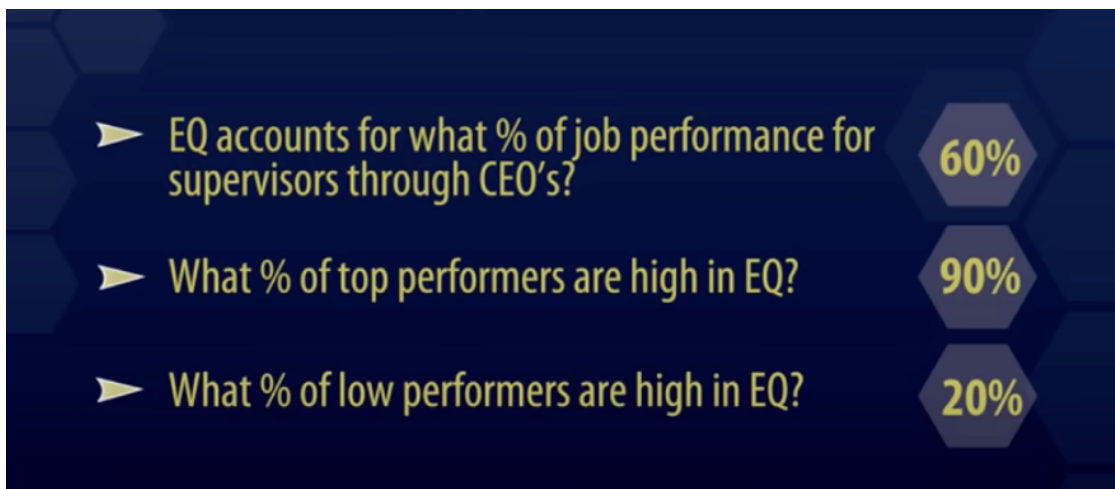 EQ accounts for what % of job performance for
supervisors through CEO's?
60%
What % of top performers are high in EQ?
90%
What % of low performers are high in EQ?
20%